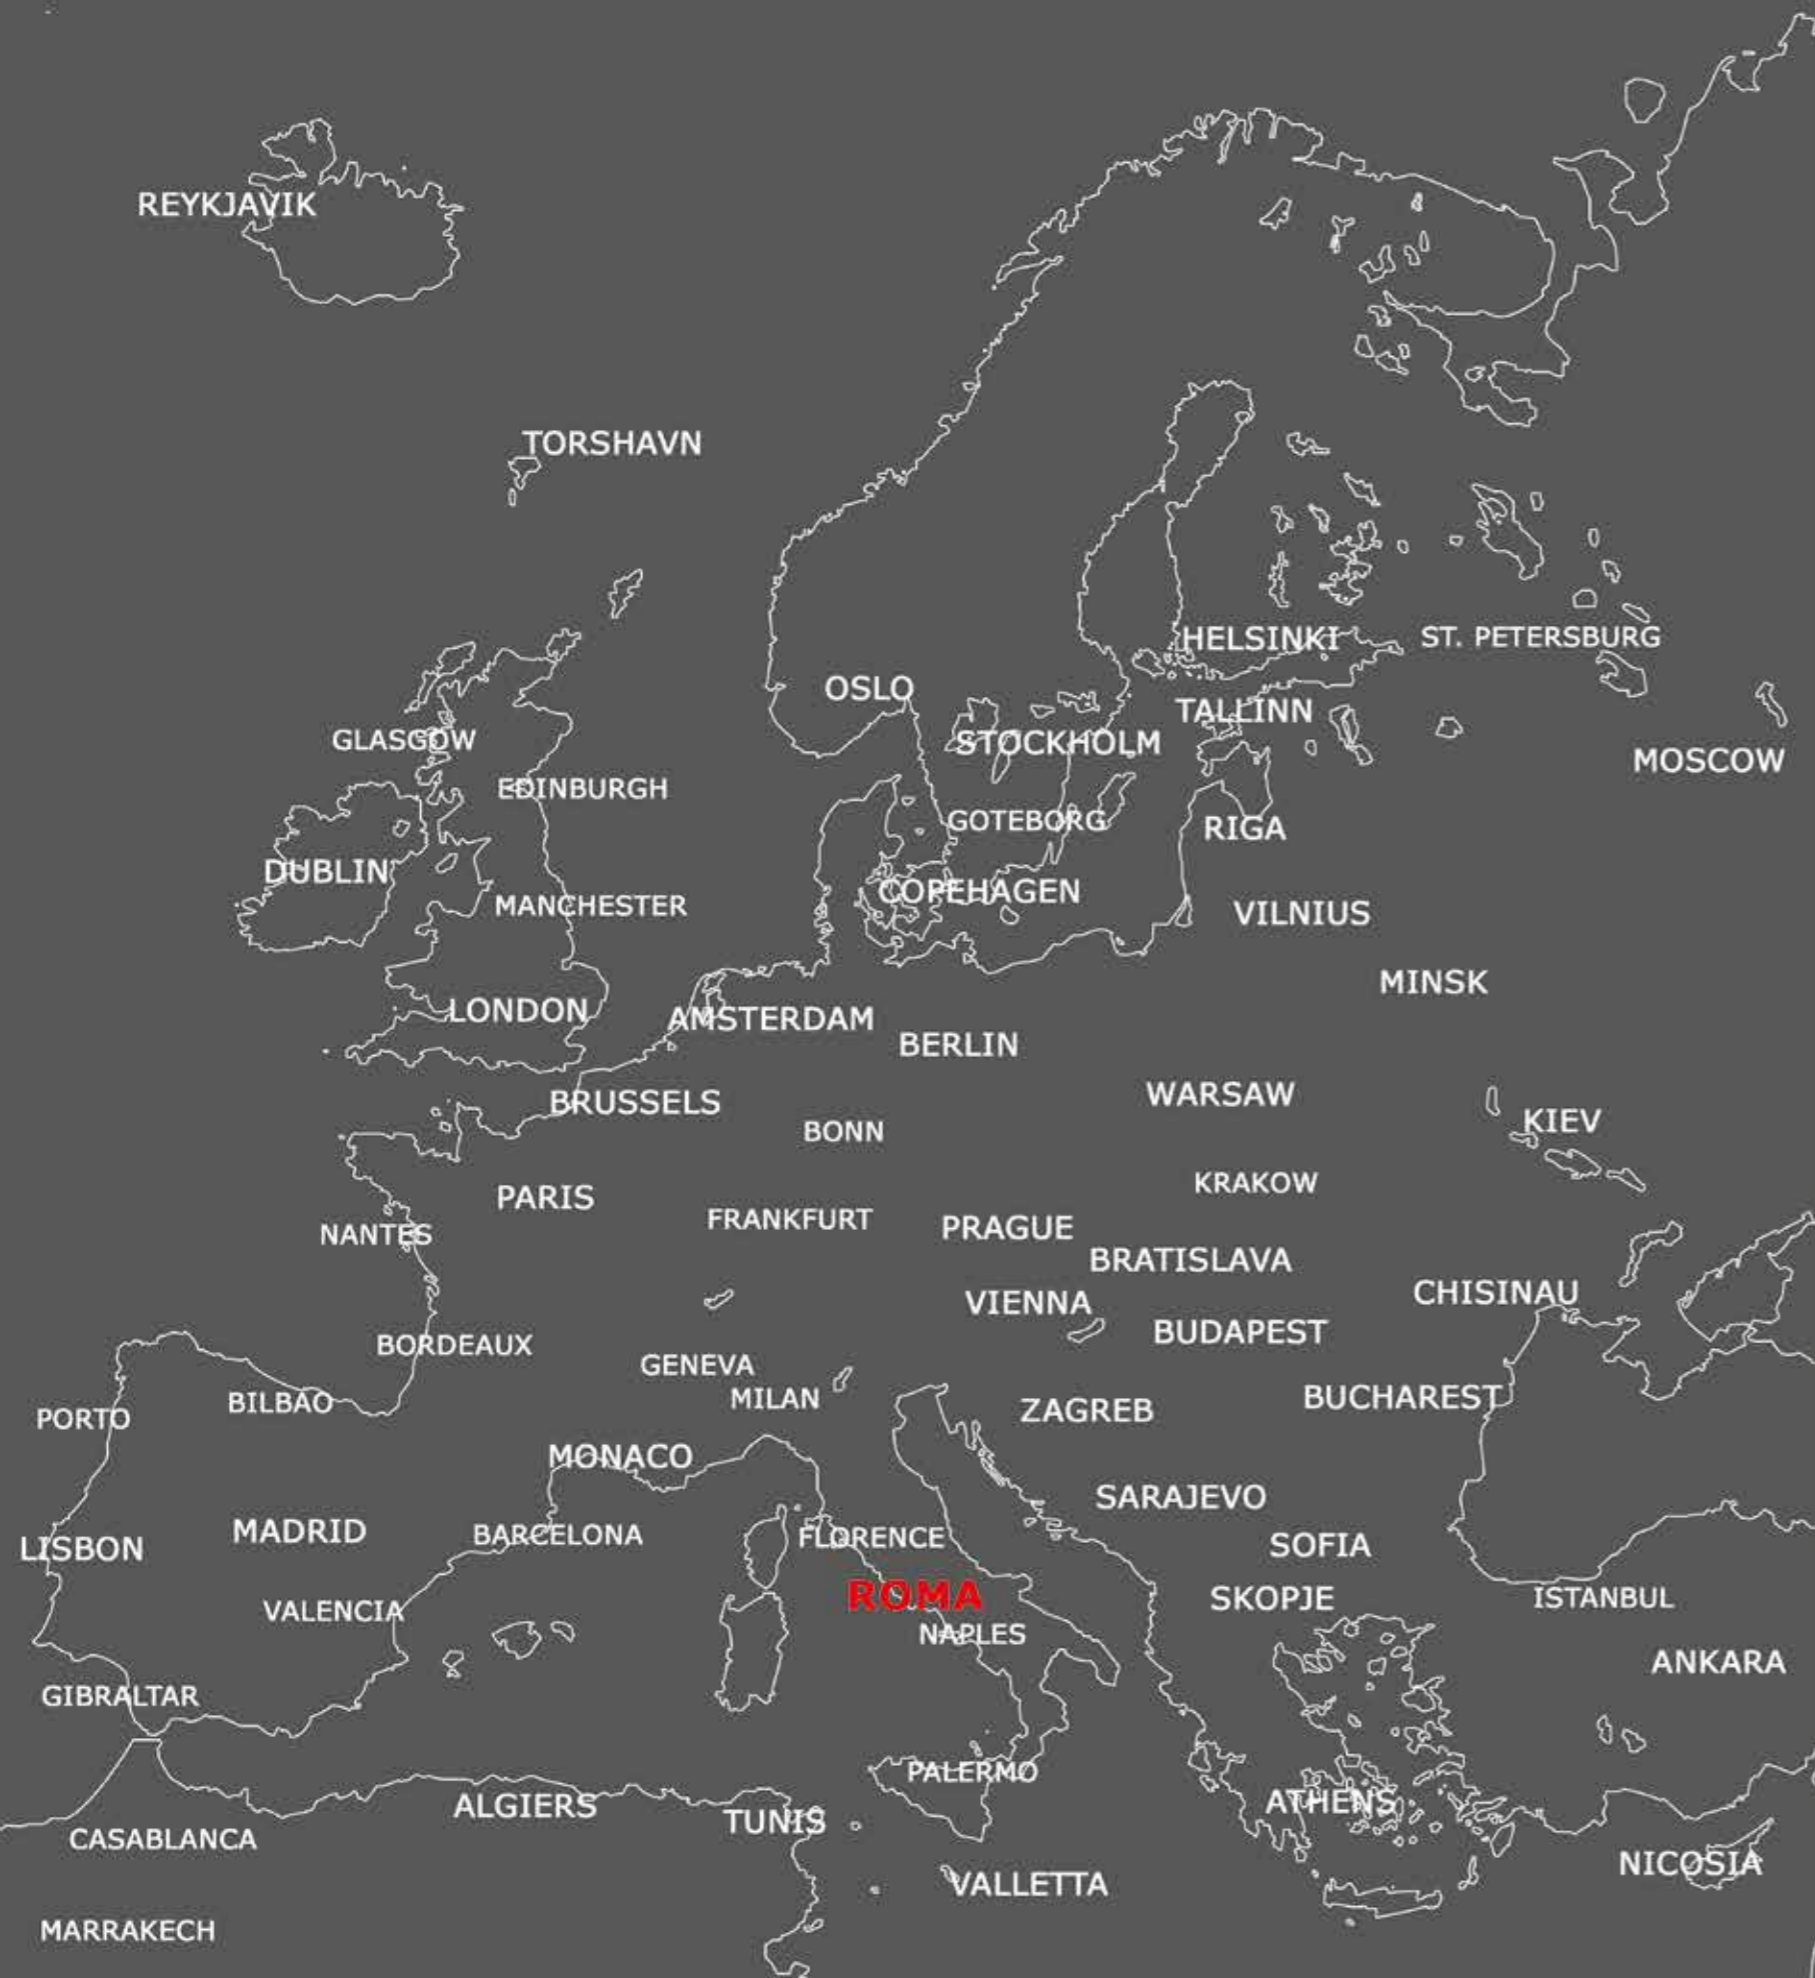 REYKJAVIK
TORSHAVN
HELSINKI
ST. PETERSBURG
OSLO
TALLINN
GLASGOW
STOCKHOLM
MOSCOW
EDINBURGH
GOTEBORG
RIGA
DUBLIN
COPEHAGEN
MANCHESTER
VILNIUS
MINSK
LONDON
AMSTERDAM
BERLIN
WARSAW
BRUSSELS
KIEV
BONN
KRAKOW
PARIS
FRANKFURT
PRAGUE
NANTES
BRATISLAVA
CHISINAU
VIENNA
BUDAPEST
BORDEAUX
GENEVA
MILAN
BUCHAREST
BILBAO
ZAGREB
PORTO
MONACO
SARAJEVO
MADRID
BARCELONA
FLORENCE
SOFIA
LISBON
ROMA
SKOPJE
ISTANBUL
VALENCIA
NAPLES
ANKARA
GIBRALTAR
PALERMO
ATHENS
ALGIERS
TUNIS
CASABLANCA
NICOSIA
VALLETTA
MARRAKECH